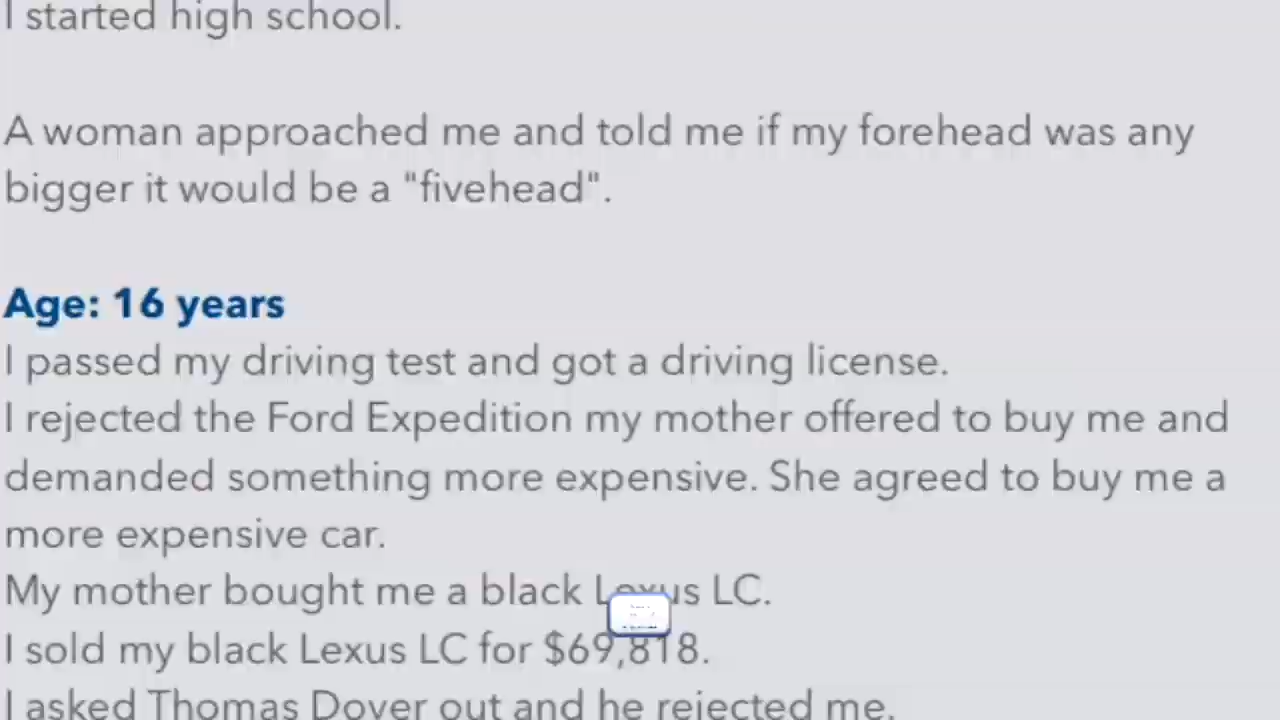 I started high school.
A woman approached me and told me if my forehead was any
bigger it would be a "fivehead".
Age: 16 years
I passed my driving test and got a driving license.
I rejected the Ford Expedition my mother offered to buy me and
demanded something more expensive. She agreed to buy me a
more expensive car.
My mother bought me a black Lexus LC.
I sold my black Lexus LC for $69,818.
I asked Thomas Dover out and he rejected me.